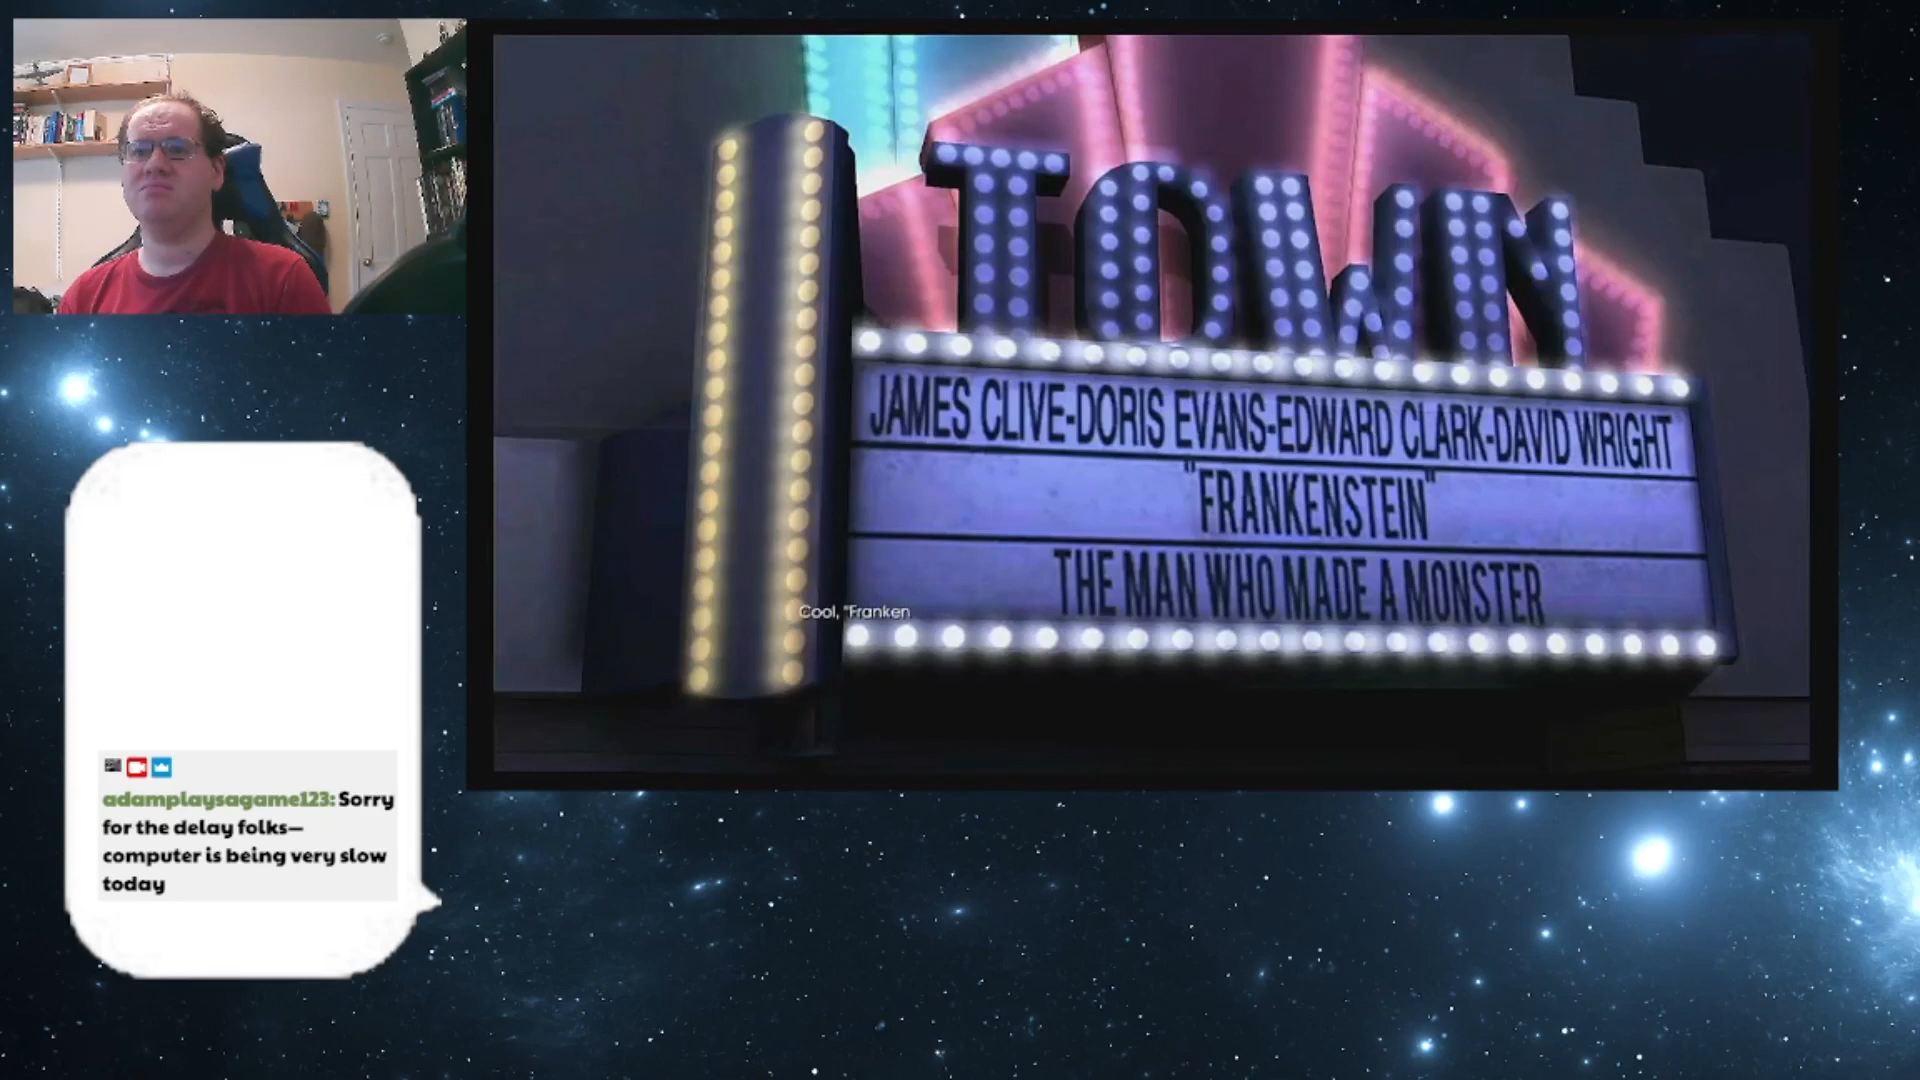 TOWN
JAMES CLIVE-DORIS EVANS-EDWARD CLARK-DAVID WRIGHT
"FRANKENSTEIN"
THE MAN WHO MADE A MONSTER
Cool, "Franken
adamplaysagame123: Sorry
for the delay folks—
computer is being very slow
today